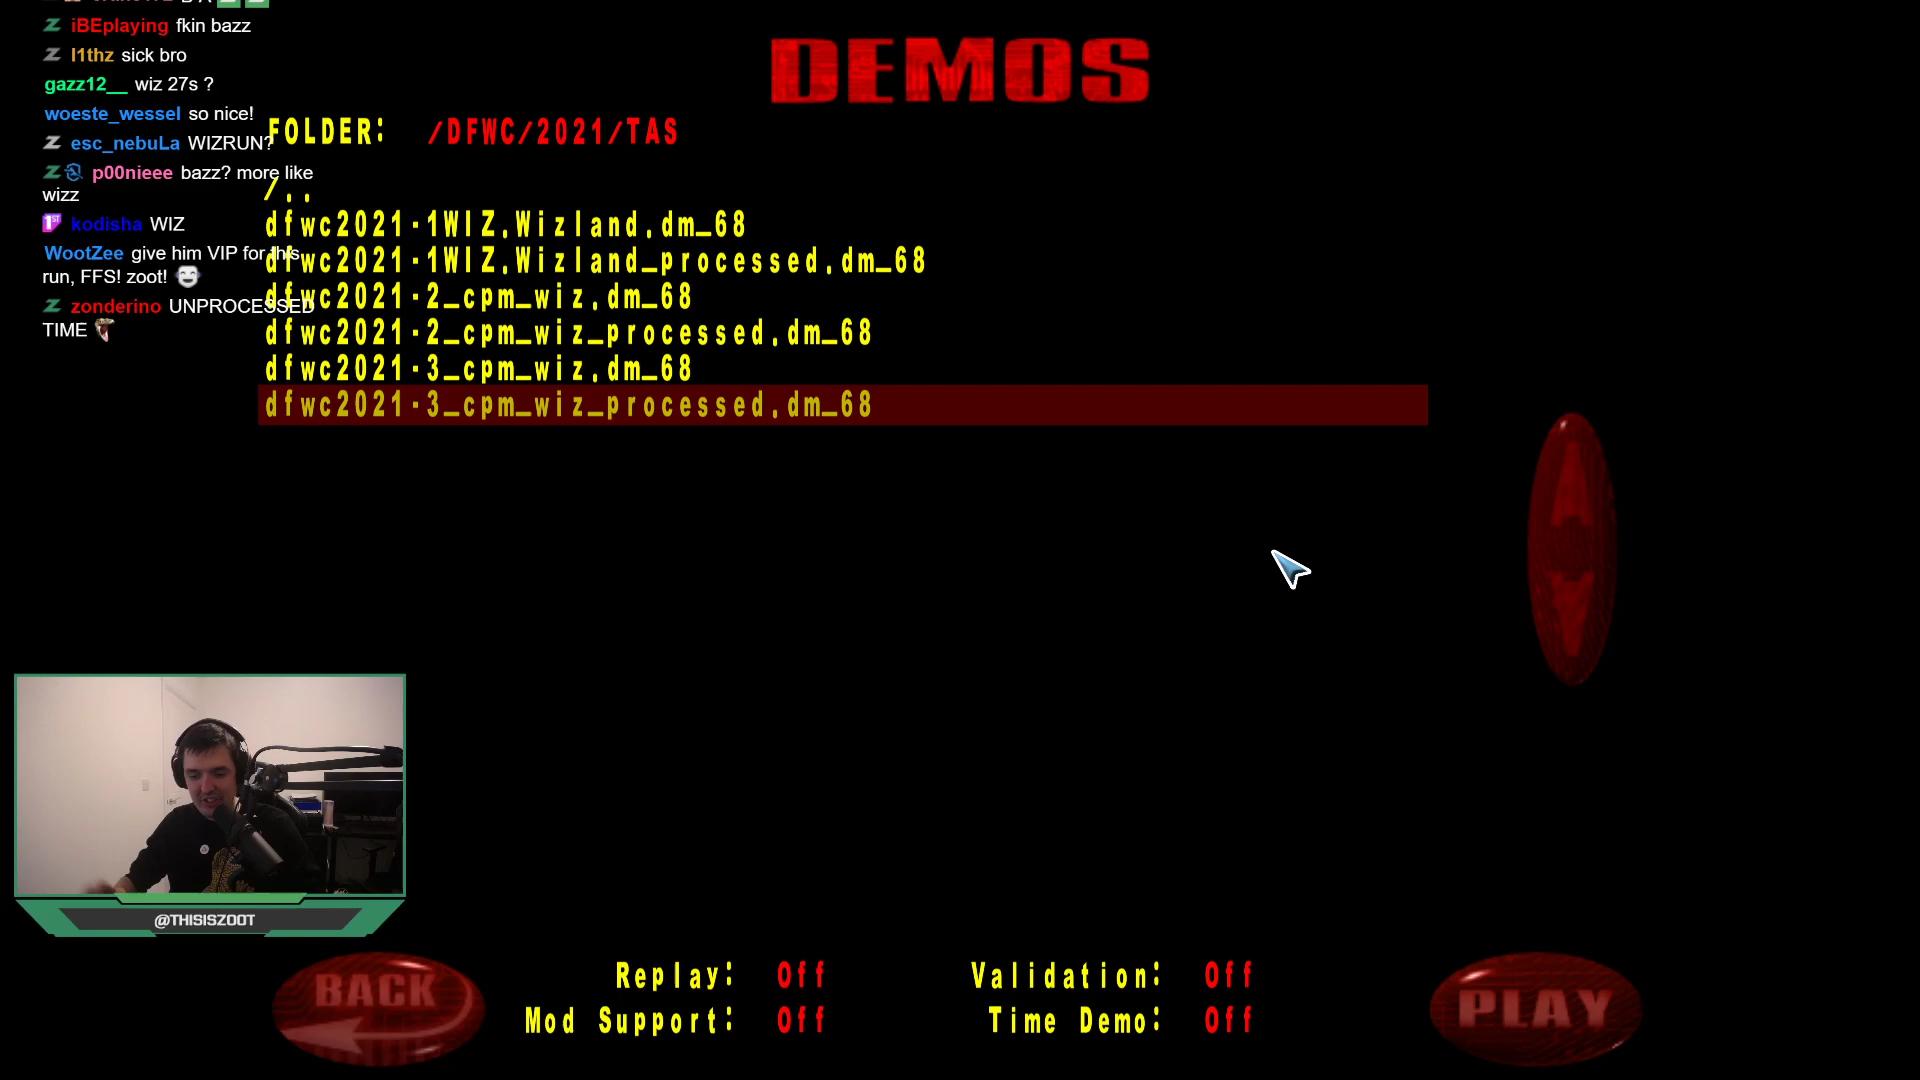 iBEplaying fkin bazz
l1thz sick bro
gazz12__ wiz 27s ?
woeste_wessel so nice!
esc_nebuLa WIZRUN?
p00nieee bazz? more like
wizz
1ST kodisha WIZ
WootZee give him VIP for this
run, FFS! zoot!
zonderino UNPROCESSED
TIME
DEMOS
FOLDER: /DFWC/2021/TAS
/..
dfwc2021-1WIZ.Wizland.dm_68
dfwc2021-1WIZ.Wizland_processed.dm_68
dfwc2021-2_cpm_wiz.dm_68
dfwc2021-2_cpm_wiz_processed.dm_68
dfwc2021-3_cpm_wiz.dm_68
dfwc2021-3_cpm_wiz_processed.dm_68
@THISISZOOT
BACK
Replay: Off
Validation: Off
Mod Support: Off
Time Demo: Off
PLAY